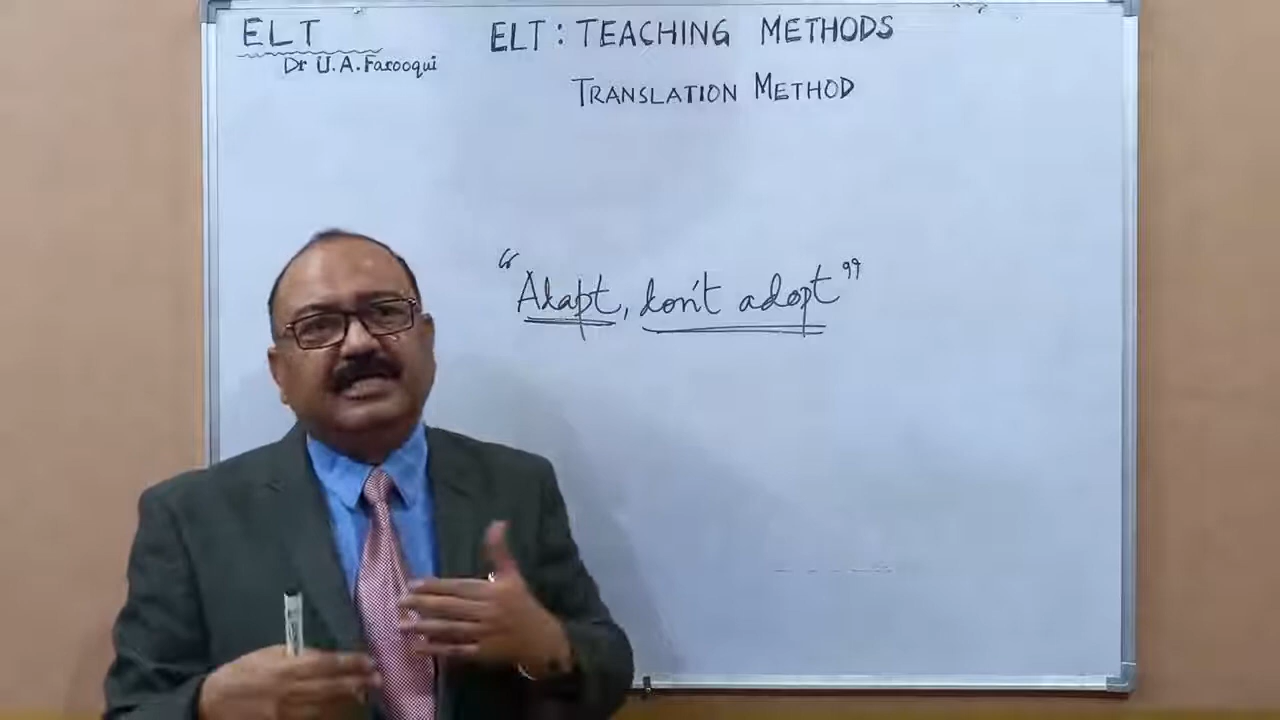 ELT
Dr U.A.Farooqui
ELT : TEACHING METHODS
TRANSLATION METHOD
"Adapt, don't adopt"